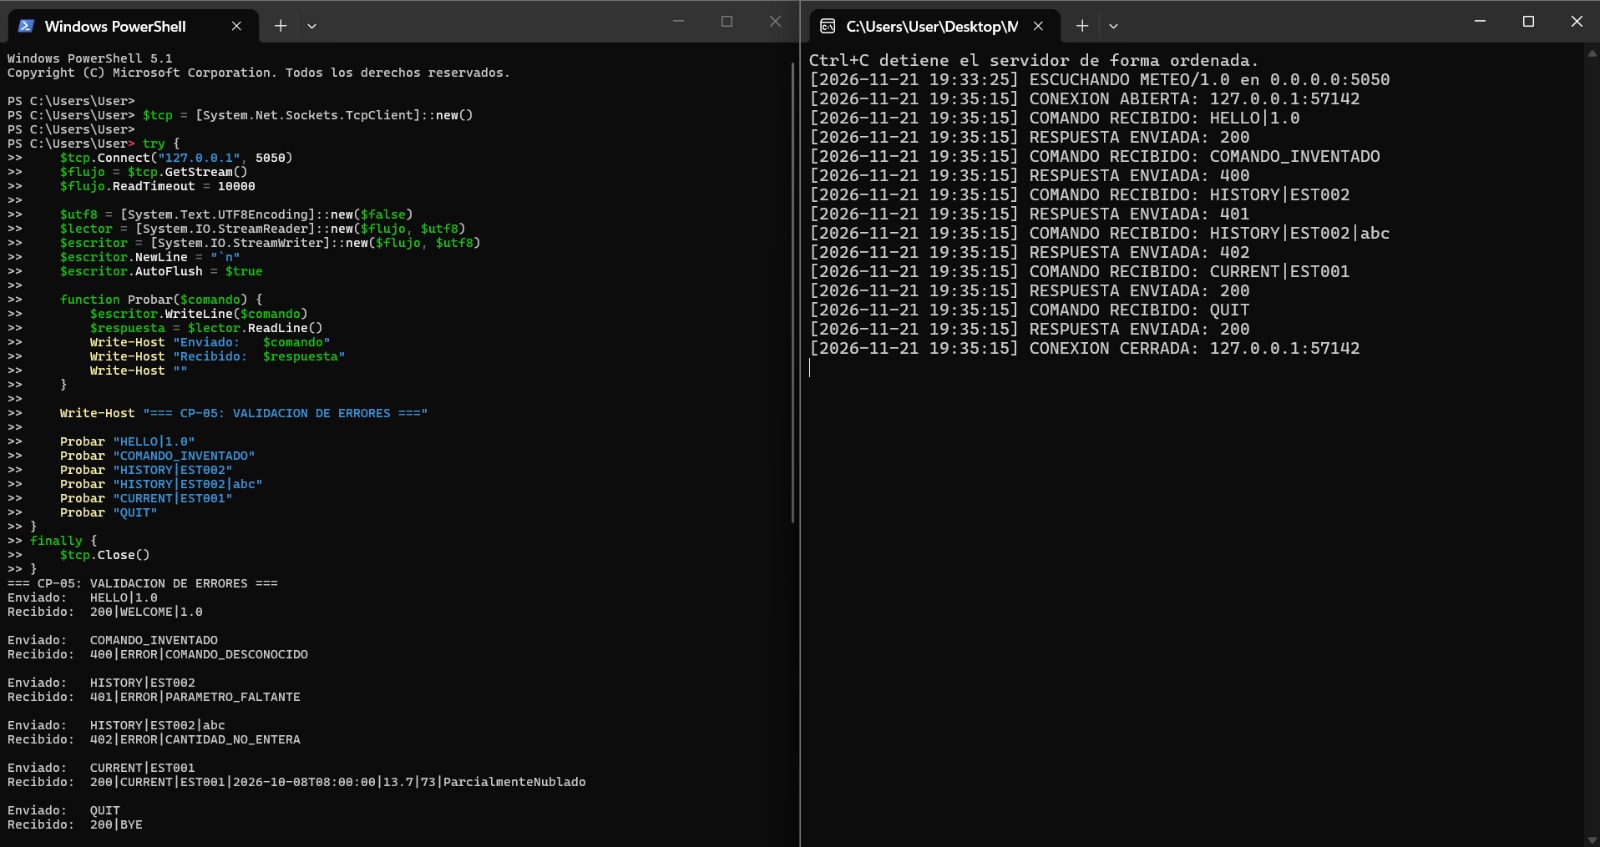 Windows PowerShell
Windows PowerShell 5.1
Copyright (C) Microsoft Corporation. Todos los derechos reservados.
PS C:\Users\User>
PS C:\Users\User> $tcp = [System.Net.Sockets.TcpClient]::new()
PS C:\Users\User>
PS C:\Users\User> try {
>>     $tcp.Connect("127.0.0.1", 5050)
>>     $flujo = $tcp.GetStream()
>>     $flujo.ReadTimeout = 10000
>>
>>     $utf8 = [System.Text.UTF8Encoding]::new($false)
>>     $lector = [System.IO.StreamReader]::new($flujo, $utf8)
>>     $escritor = [System.IO.StreamWriter]::new($flujo, $utf8)
>>     $escritor.NewLine = "`n"
>>     $escritor.AutoFlush = $true
>>
>>     function Probar($comando) {
>>         $escritor.WriteLine($comando)
>>         $respuesta = $lector.ReadLine()
>>         Write-Host "Enviado:   $comando"
>>         Write-Host "Recibido:  $respuesta"
>>         Write-Host ""
>>     }
>>
>>     Write-Host "=== CP-05: VALIDACION DE ERRORES ==="
>>
>>     Probar "HELLO|1.0"
>>     Probar "COMANDO_INVENTADO"
>>     Probar "HISTORY|EST002"
>>     Probar "HISTORY|EST002|abc"
>>     Probar "CURRENT|EST001"
>>     Probar "QUIT"
>> }
>> finally {
>>     $tcp.Close()
>> }
=== CP-05: VALIDACION DE ERRORES ===
Enviado:   HELLO|1.0
Recibido:  200|WELCOME|1.0
Enviado:   COMANDO_INVENTADO
Recibido:  400|ERROR|COMANDO_DESCONOCIDO
Enviado:   HISTORY|EST002
Recibido:  401|ERROR|PARAMETRO_FALTANTE
Enviado:   HISTORY|EST002|abc
Recibido:  402|ERROR|CANTIDAD_NO_ENTERA
Enviado:   CURRENT|EST001
Recibido:  200|CURRENT|EST001|2026-10-08T08:00:00|13.7|73|ParcialmenteNublado
Enviado:   QUIT
Recibido:  200|BYE
C:\Users\User\Desktop\M
Ctrl+C detiene el servidor de forma ordenada.
[2026-11-21 19:33:25] ESCUCHANDO METEO/1.0 en 0.0.0.0:5050
[2026-11-21 19:35:15] CONEXION ABIERTA: 127.0.0.1:57142
[2026-11-21 19:35:15] COMANDO RECIBIDO: HELLO|1.0
[2026-11-21 19:35:15] RESPUESTA ENVIADA: 200
[2026-11-21 19:35:15] COMANDO RECIBIDO: COMANDO_INVENTADO
[2026-11-21 19:35:15] RESPUESTA ENVIADA: 400
[2026-11-21 19:35:15] COMANDO RECIBIDO: HISTORY|EST002
[2026-11-21 19:35:15] RESPUESTA ENVIADA: 401
[2026-11-21 19:35:15] COMANDO RECIBIDO: HISTORY|EST002|abc
[2026-11-21 19:35:15] RESPUESTA ENVIADA: 402
[2026-11-21 19:35:15] COMANDO RECIBIDO: CURRENT|EST001
[2026-11-21 19:35:15] RESPUESTA ENVIADA: 200
[2026-11-21 19:35:15] COMANDO RECIBIDO: QUIT
[2026-11-21 19:35:15] RESPUESTA ENVIADA: 200
[2026-11-21 19:35:15] CONEXION CERRADA: 127.0.0.1:57142